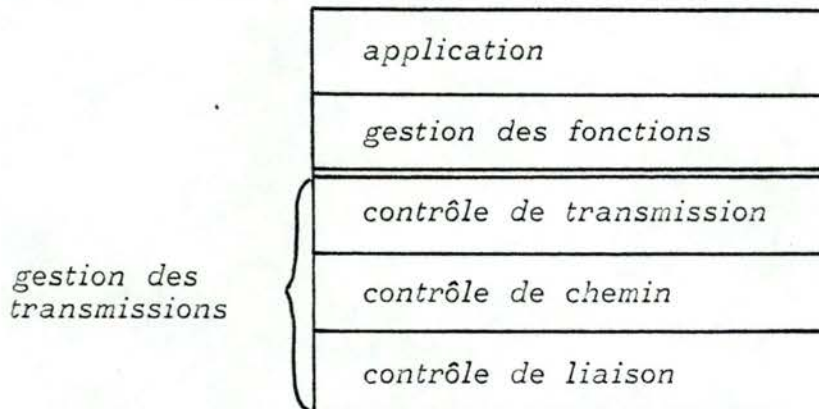 application
gestion des fonctions
contrôle de transmission
gestion des
transmissions
contrôle de chemin
contrôle de liaison